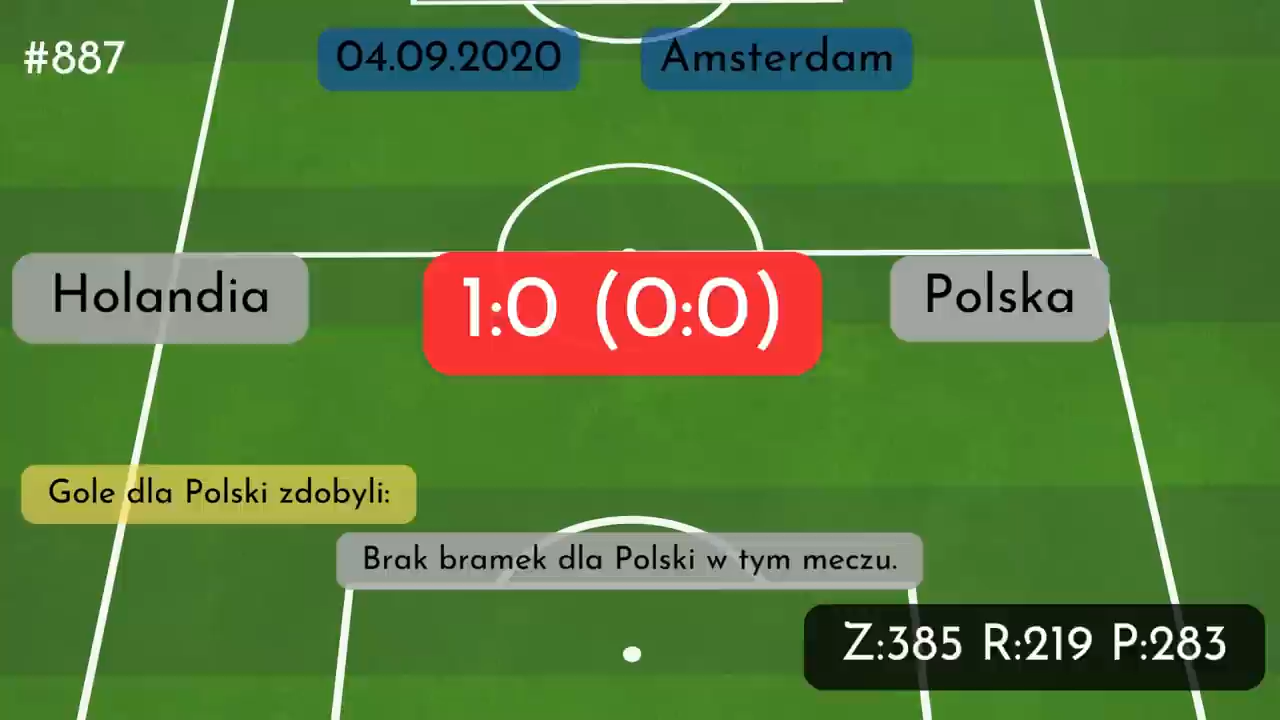 #887
04.09.2020
Amsterdam
Holandia
1:0 (0:0)
Polska
Gole dla Polski zdobyli:
Brak bramek dla Polski w tym meczu.
Z:385 R:219 P:283